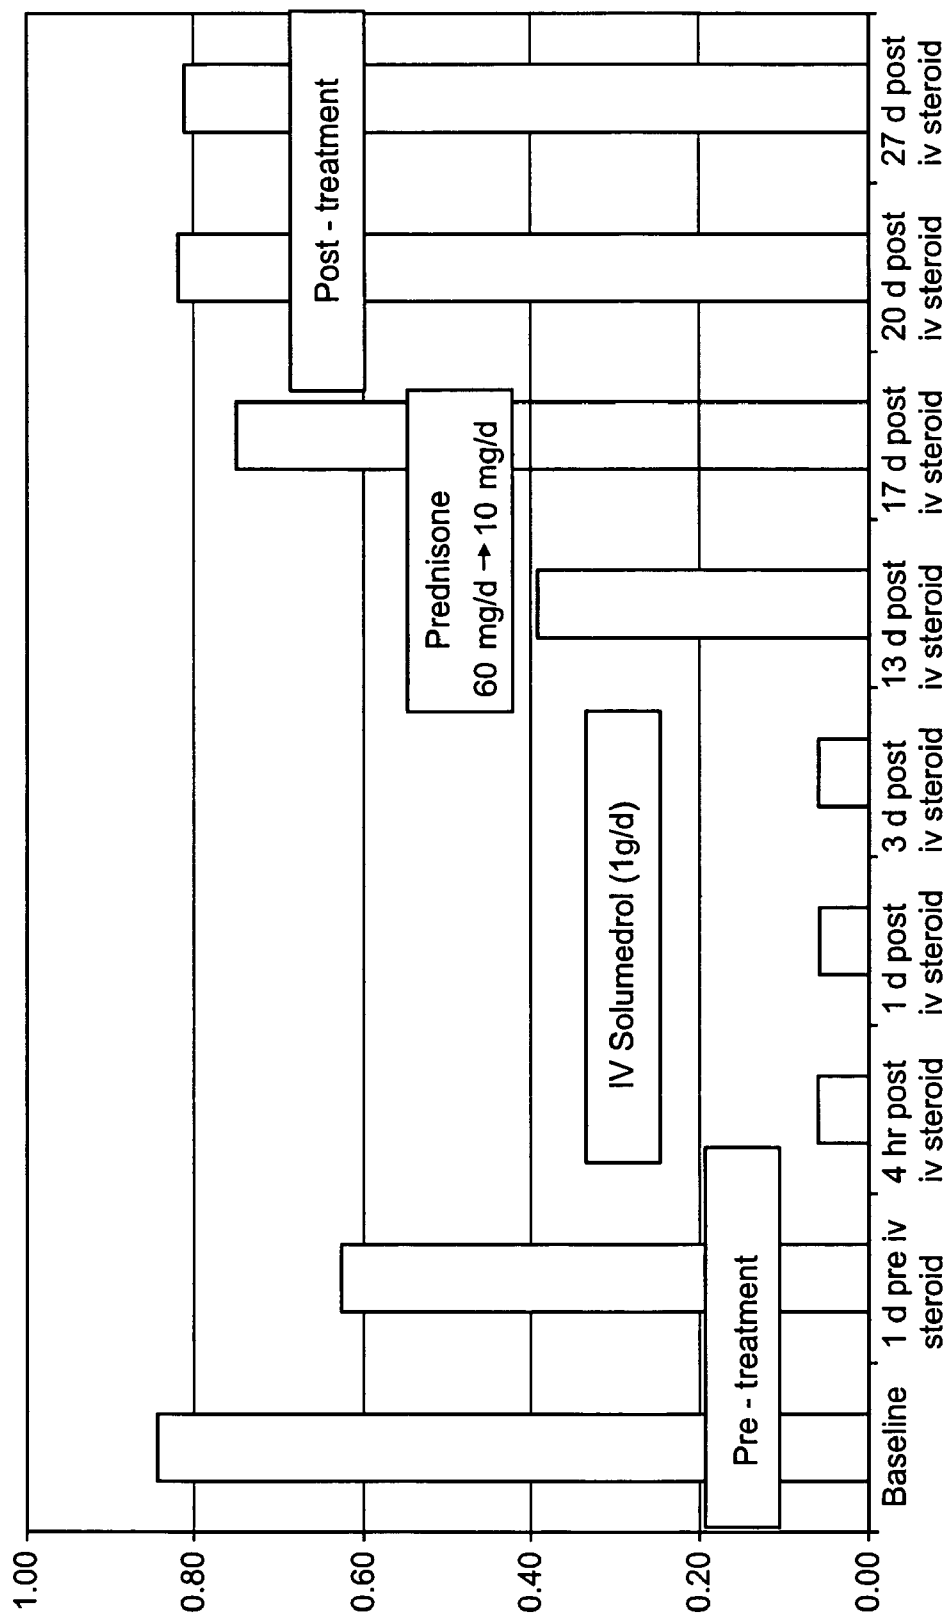 1.00
0.80
0.60
0.40
0.20
0.00
Post - treatment
Prednisone
60 mg/d → 10 mg/d
IV Solumedrol (1g/d)
Pre - treatment
Baseline
1 d pre iv
steroid
4 hr post
iv steroid
1 d post
iv steroid
3 d post
iv steroid
13 d post
iv steroid
17 d post
iv steroid
20 d post
iv steroid
27 d post
iv steroid